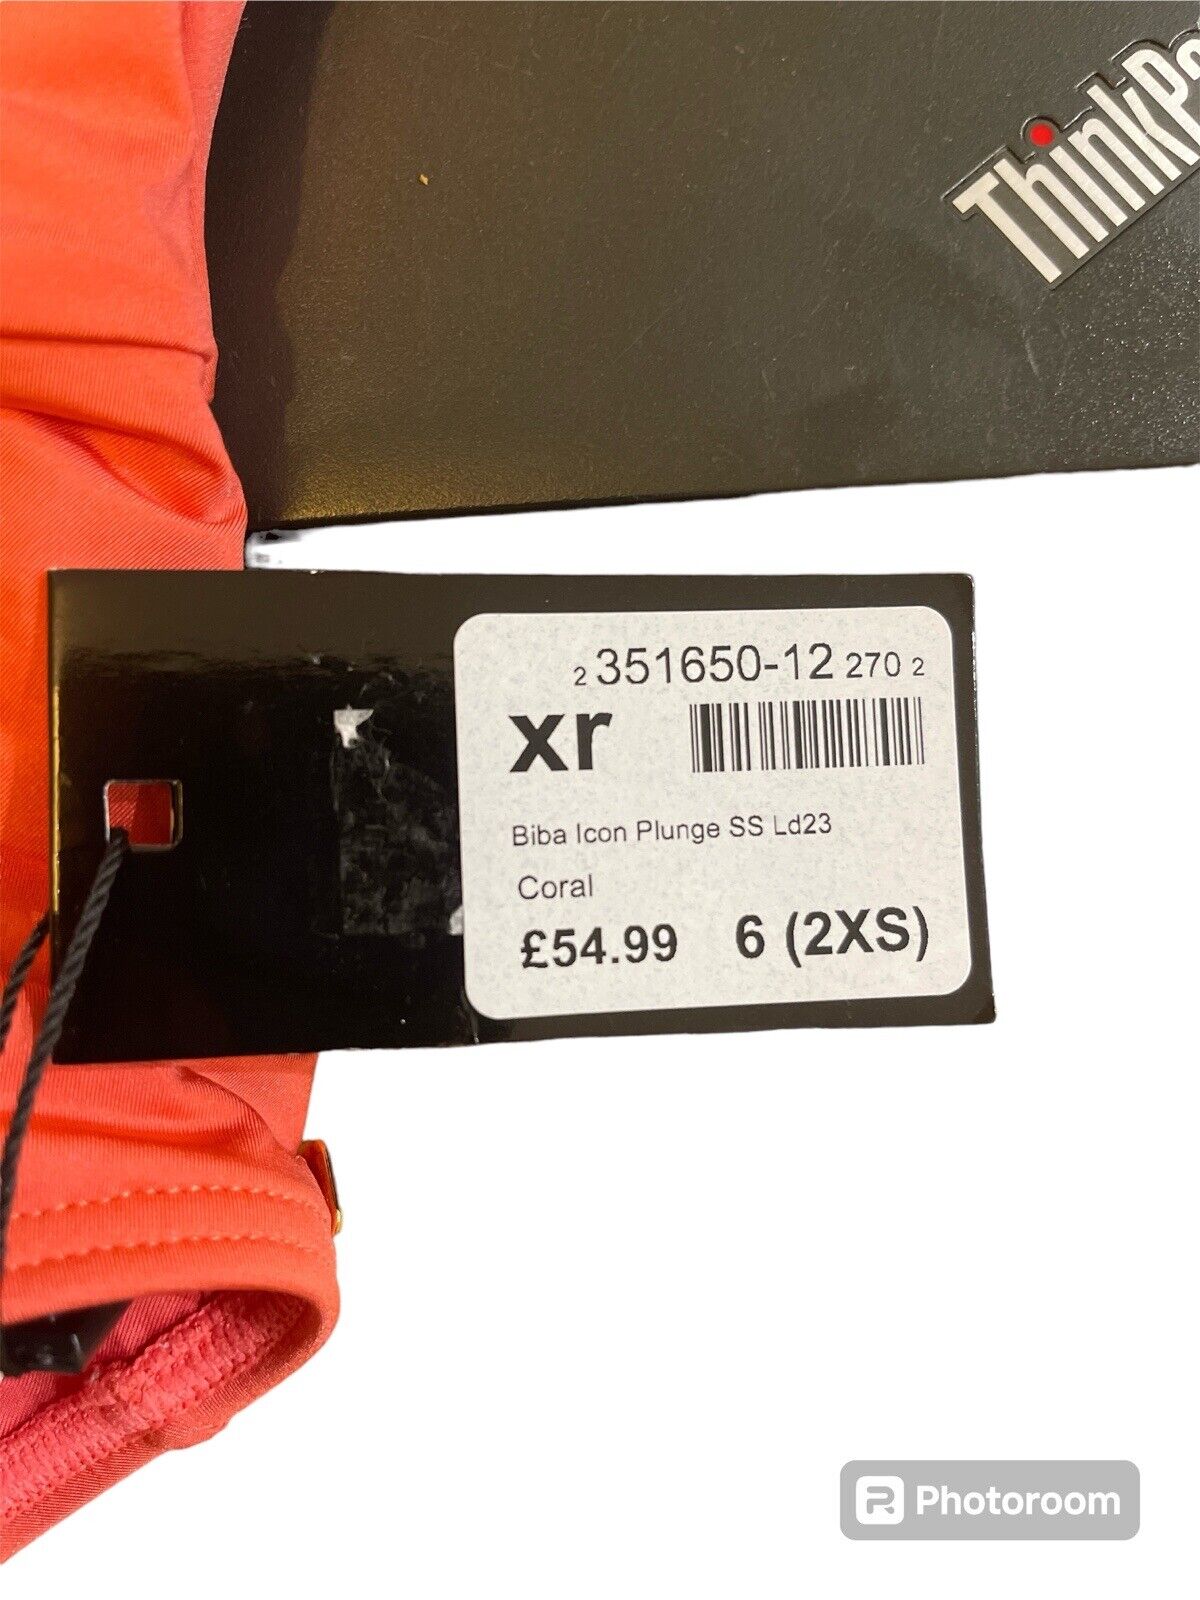 ThinkPa
2 351650-12 270 2
xr
Biba Icon Plunge SS Ld23
Coral
£54.99 6 (2XS)
Photoroom